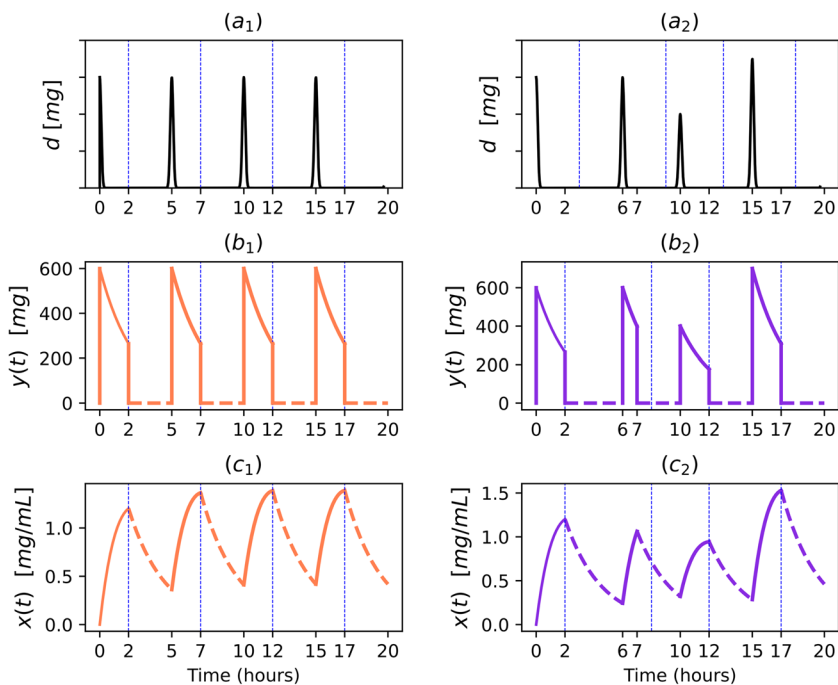 (a1) (a2)
d [mg] d [mg]
0 2 5 7 10 12 15 17 20 0 2 6 7 10 12 15 17 20
(b1) (b2)
y(t) [mg] y(t) [mg]
600 600
400 400
200 200
0 0
0 2 5 7 10 12 15 17 20 0 2 6 7 10 12 15 17 20
(c1) (c2)
x(t) [mg/mL] x(t) [mg/mL]
1.5
1.0 1.0
0.5 0.5
0.0 0.0
0 2 5 7 10 12 15 17 20 0 2 6 7 10 12 15 17 20
Time (hours) Time (hours)